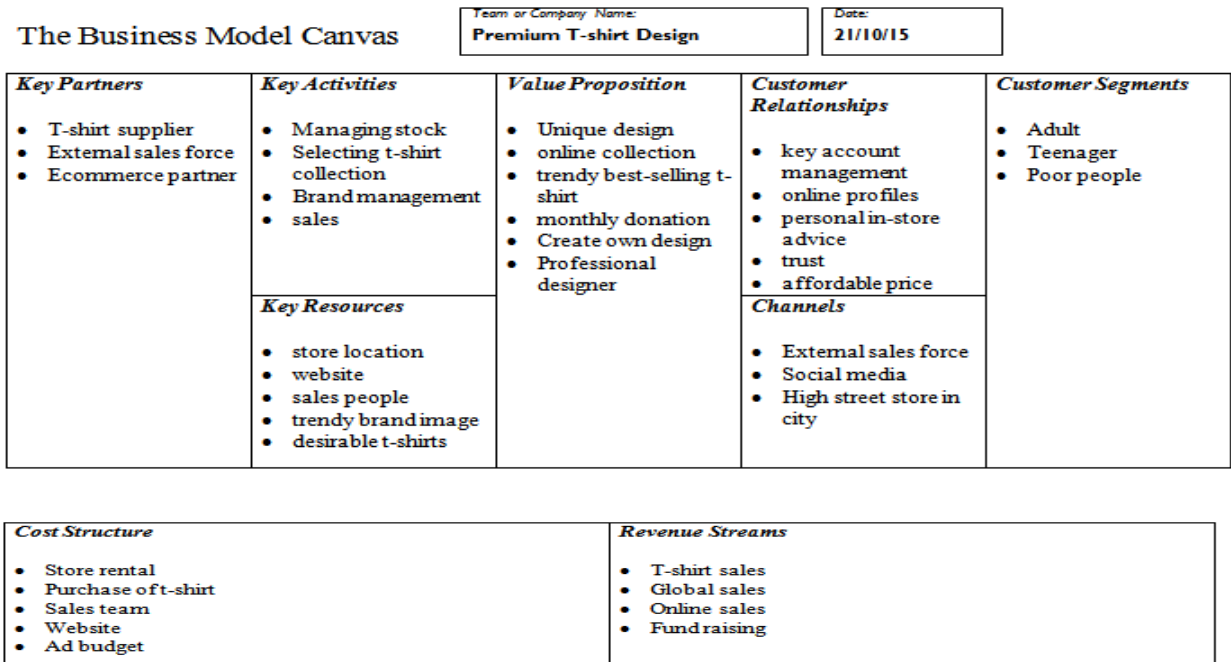 The Business Model Canvas
Team or Company Name:
Premium T-shirt Design
Date:
21/10/15
Key Partners
• T-shirt supplier
• External sales force
• Ecommerce partner
Key Activities
• Managing stock
• Selecting t-shirt
collection
• Brand management
• sales
Key Resources
• store location
• website
• sales people
• trendy brand image
• desirable t-shirts
Value Proposition
• Unique design
• online collection
• trendy best-selling t-
shirt
• monthly donation
• Create own design
• Professional
designer
Customer
Relationships
• key account
management
• online profiles
• personal in-store
advice
• trust
• affordable price
Channels
• External sales force
• Social media
• High street store in
city
Customer Segments
• Adult
• Teenager
• Poor people
Cost Structure
• Store rental
• Purchase of t-shirt
• Sales team
• Website
• Ad budget
Revenue Streams
• T-shirt sales
• Global sales
• Online sales
• Fund raising